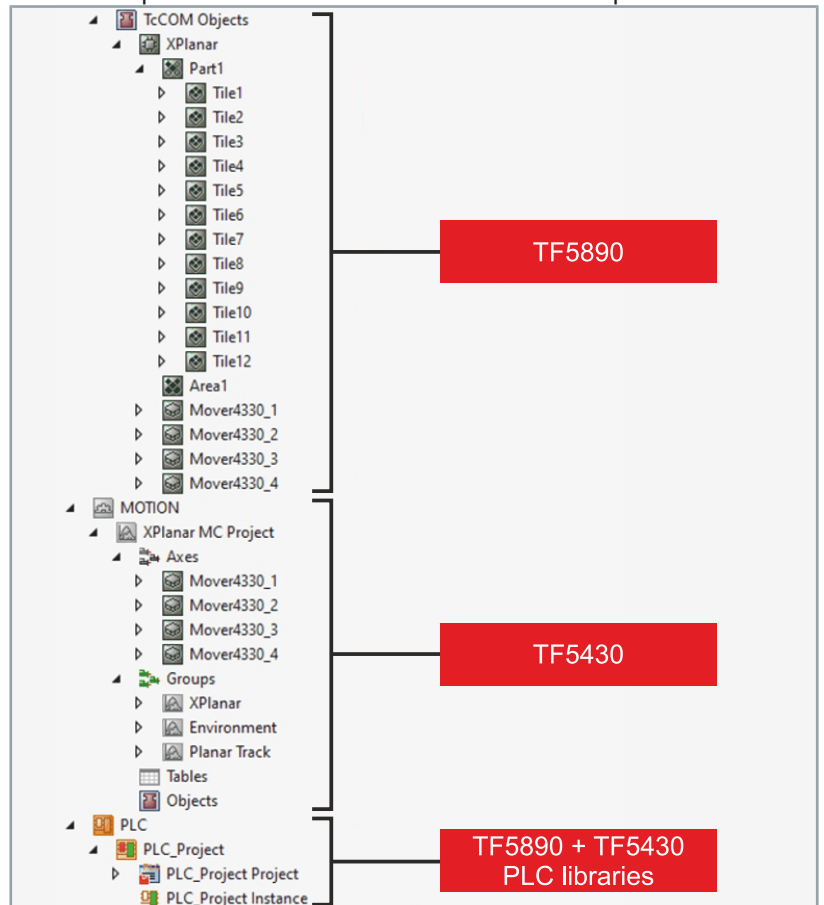 TcCOM Objects
XPlanar
Part1
Tile1
Tile2
Tile3
Tile4
Tile5
Tile6
Tile7
Tile8
Tile9
Tile10
Tile11
Tile12
Area1
Mover4330_1
Mover4330_2
Mover4330_3
Mover4330_4
TF5890
MOTION
XPlanar MC Project
Axes
Mover4330_1
Mover4330_2
Mover4330_3
Mover4330_4
Groups
XPlanar
Environment
Planar Track
Tables
Objects
TF5430
PLC
PLC_Project
PLC_Project Project
PLC_Project Instance
TF5890 + TF5430
PLC libraries